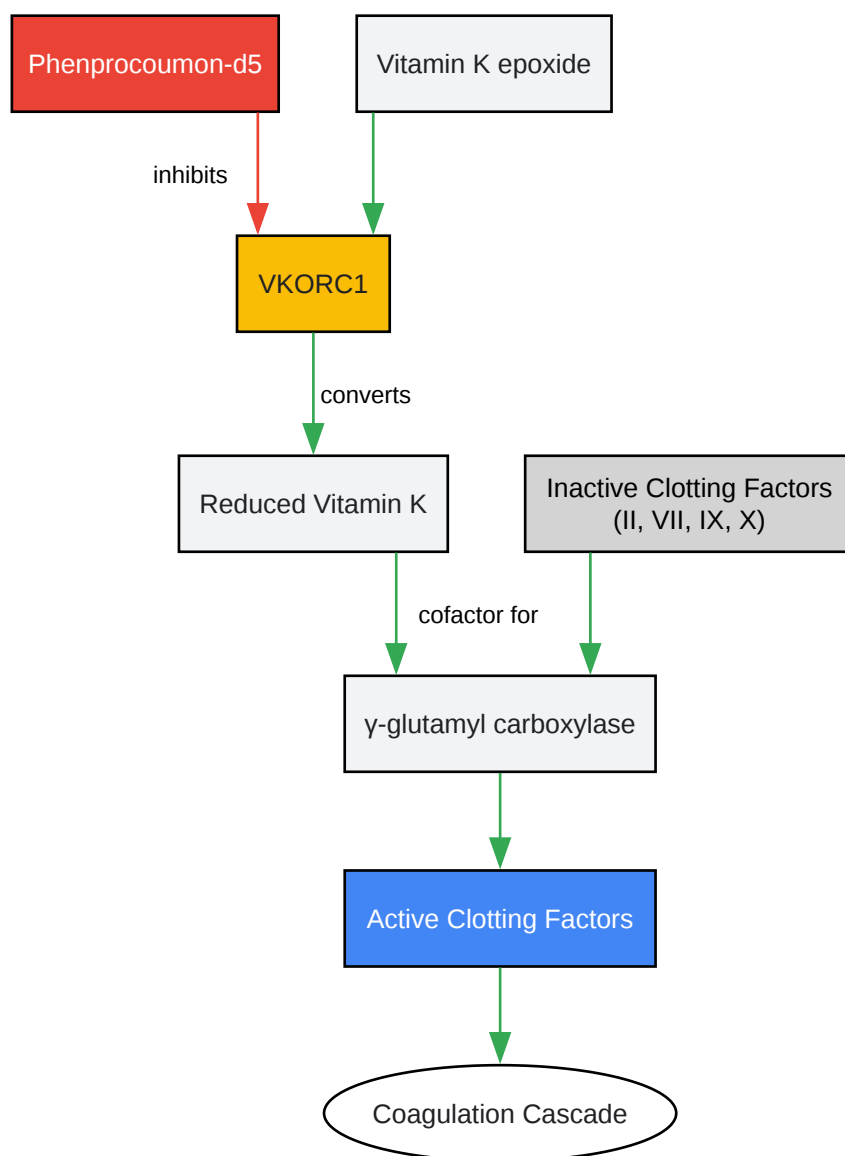 Phenprocoumon-d5
Vitamin K epoxide
inhibits
VKORC1
converts
Reduced Vitamin K
Inactive Clotting Factors
(II, VII, IX, X)
cofactor for
γ-glutamyl carboxylase
Active Clotting Factors
Coagulation Cascade